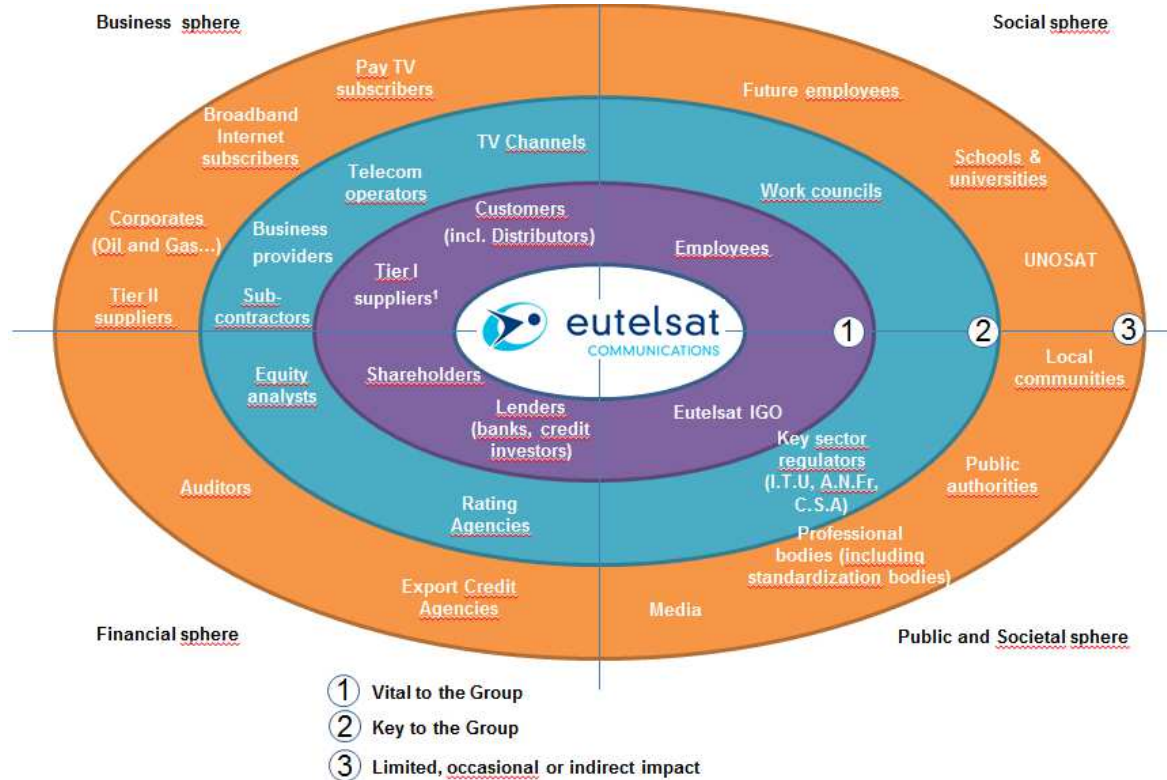 Business sphere
Social sphere
Pay TV
subscribers
Future employees
Broadband
Internet
subscribers
TV Channels
Schools &
universities
Telecom
operators
Work councils
Customers
(incl. Distributors)
Corporates
(Oil and Gas...)
Business
providers
Employees
UNOSAT
Tier I
suppliers¹
Tier II
suppliers
Sub-
contractors
eutelsat
COMMUNICATIONS
1
2
3
Local
communities
Equity
analysts
Shareholders
Lenders
(banks, credit
investors)
Eutelsat IGO
Key sector
regulators
(I.T.U, A.N.Fr,
C.S.A)
Public
authorities
Auditors
Rating
Agencies
Professional
bodies (including
standardization bodies)
Export Credit
Agencies
Media
Financial sphere
Public and Societal sphere
1 Vital to the Group
2 Key to the Group
3 Limited, occasional or indirect impact